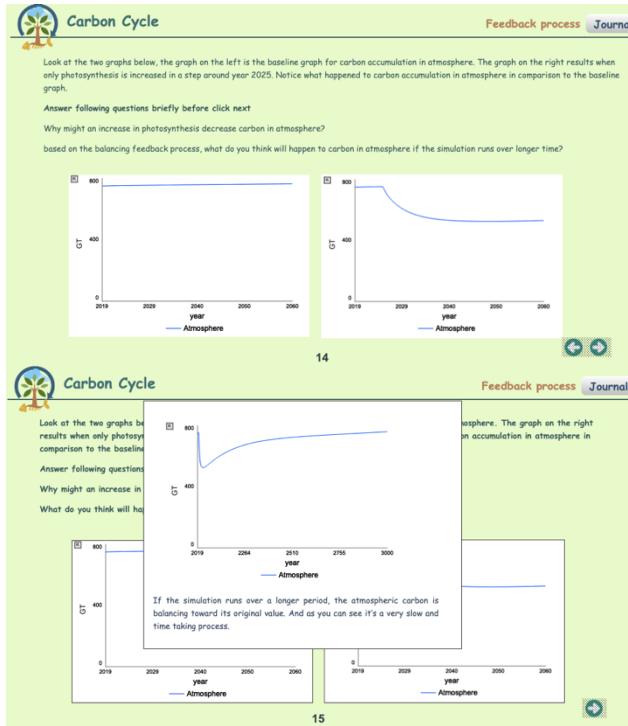 Carbon Cycle
Feedback process
Journa
Look at the two graphs below, the graph on the left is the baseline graph for carbon accumulation in atmosphere. The graph on the right results when
only photosynthesis is increased in a step around year 2025. Notice what happened to carbon accumulation in atmosphere in comparison to the baseline
graph.
Answer following questions briefly before click next
Why might an increase in photosynthesis decrease carbon in atmosphere?
based on the balancing feedback process, what do you think will happen to carbon in atmosphere if the simulation runs over longer time?
800
GT
400
0
2019 2029 2040 2050 2060
year
Atmosphere
800
GT
400
0
2019 2029 2040 2050 2060
year
Atmosphere
14
Carbon Cycle
Feedback process
Journal
Look at the two graphs be
mosphere. The graph on the right
results when only photosy
on accumulation in atmosphere in
comparison to the baseline
Answer following questions
Why might an increase in
What do you think will ha
800
GT
400
0
2019 2264 2510 2755 3000
year
Atmosphere
If the simulation runs over a longer period, the atmospheric carbon is
balancing toward its original value. And as you can see it's a very slow and
time taking process.
800
GT
400
0
2019 2029 2040 2050 2060
year
Atmosphere
0
2019 2029 2040 2050 2060
year
Atmosphere
15